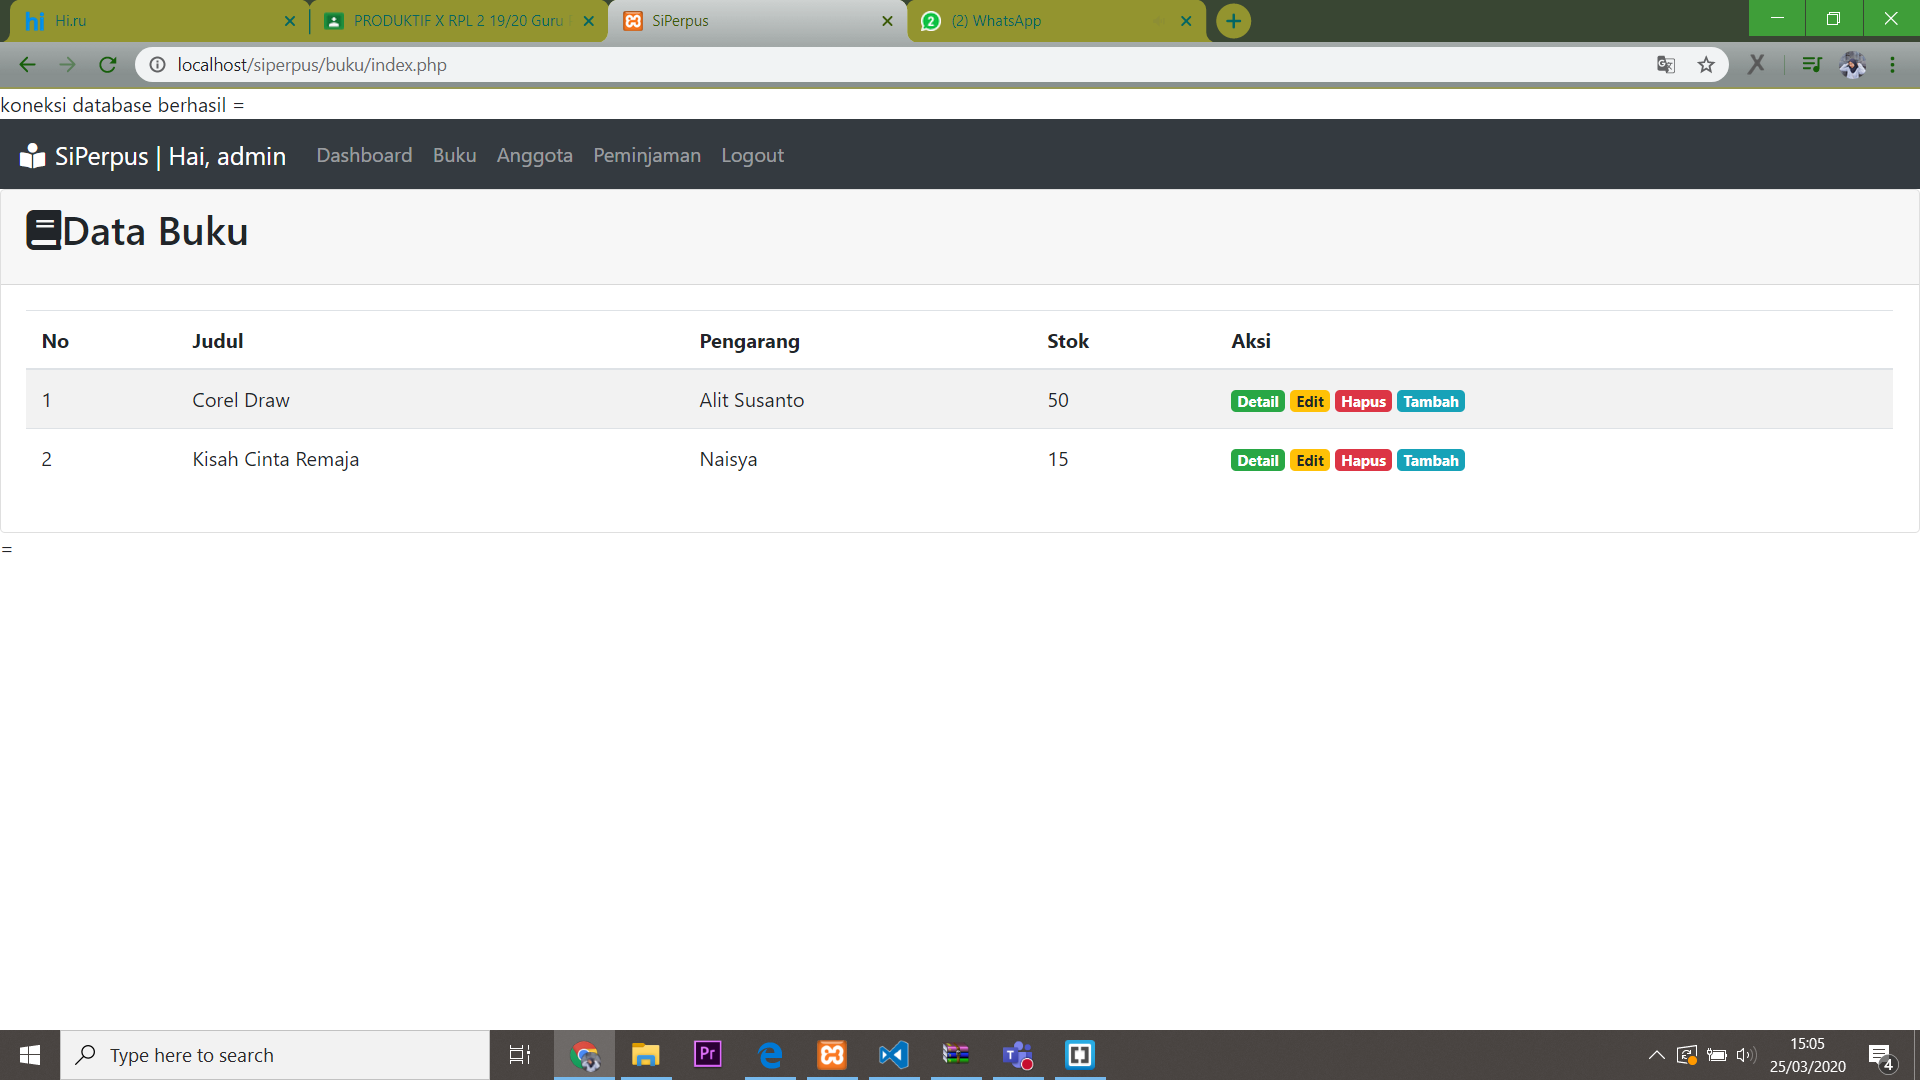 hi Hi.ru
PRODUKTIF X RPL 2 19/20 Guru
SiPerpus
2 (2) WhatsApp
localhost/siperpus/buku/index.php
koneksi database berhasil =
SiPerpus | Hai, admin Dashboard Buku Anggota Peminjaman Logout
Data Buku
No Judul Pengarang Stok Aksi
1 Corel Draw Alit Susanto 50 Detail Edit Hapus Tambah
2 Kisah Cinta Remaja Naisya 15 Detail Edit Hapus Tambah
=
Type here to search
Pr
15:05
25/03/2020
4